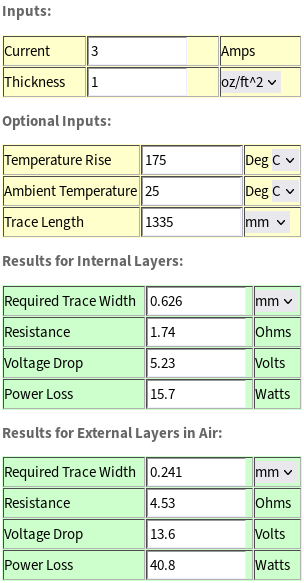 Inputs:
Current 3 Amps
Thickness 1 oz/ft^2
Optional Inputs:
Temperature Rise 175 Deg C
Ambient Temperature 25 Deg C
Trace Length 1335 mm
Results for Internal Layers:
Required Trace Width 0.626 mm
Resistance 1.74 Ohms
Voltage Drop 5.23 Volts
Power Loss 15.7 Watts
Results for External Layers in Air:
Required Trace Width 0.241 mm
Resistance 4.53 Ohms
Voltage Drop 13.6 Volts
Power Loss 40.8 Watts